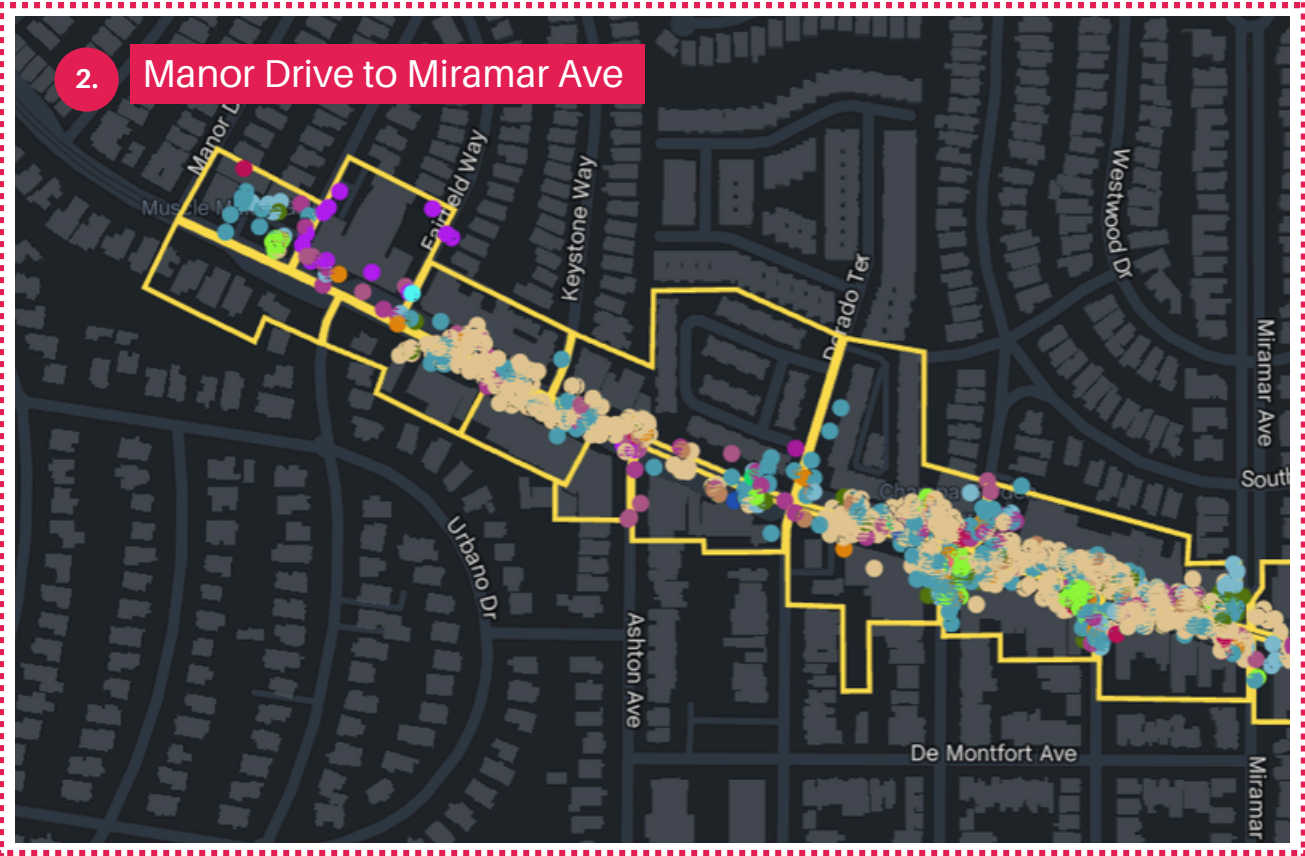 2.
Manor Drive to Miramar Ave
Manor D
Fairfield Way
Keystone Way
Westwood Dr
Dorado Ter
Miramar Ave
South
Urbano Dr
Ashton Ave
De Montfort Ave
Miramar